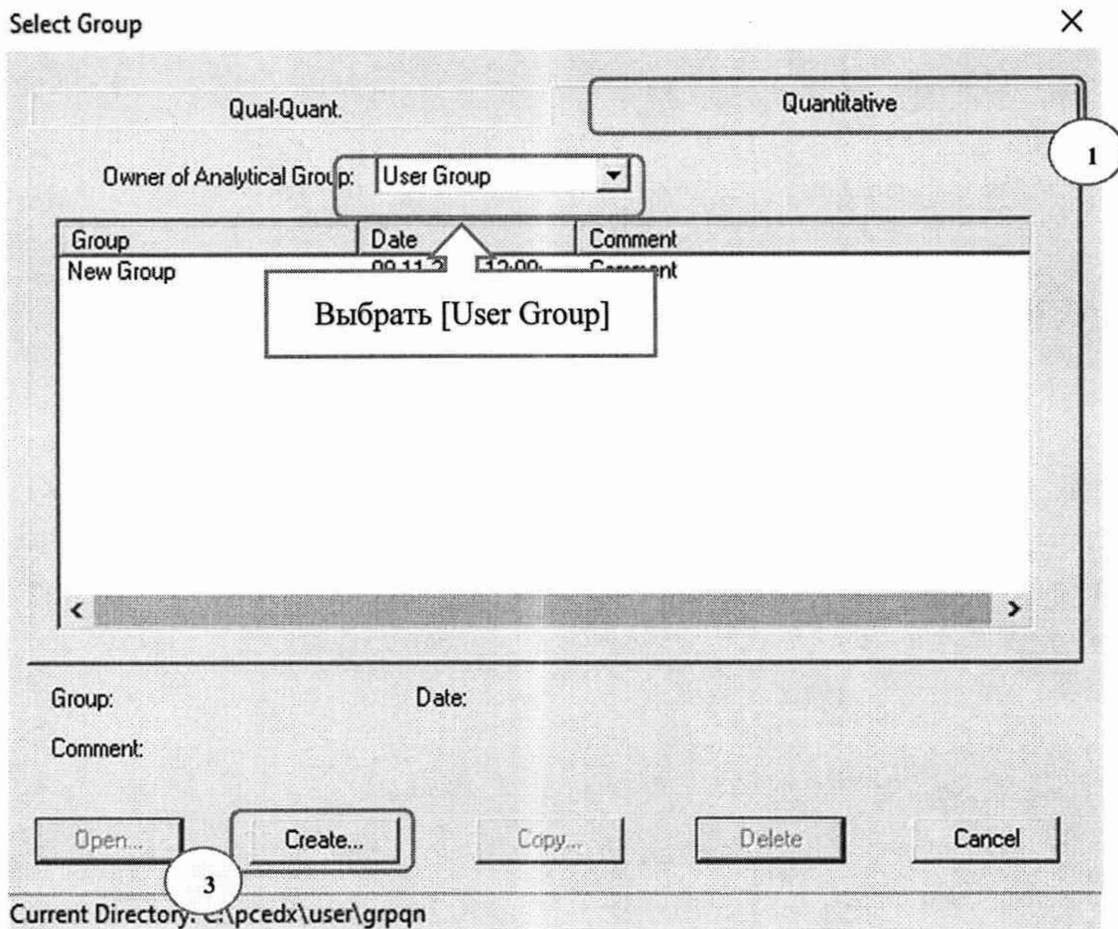 Select Group
Qual-Quant.
Quantitative
1
Owner of Analytical Group: User Group
Group Date Comment
New Group Comment
Выбрать [User Group]
Group: Date:
Comment:
Open... Create... Copy... Delete Cancel
3
Current Directory: C:\pcedx\user\grpqn